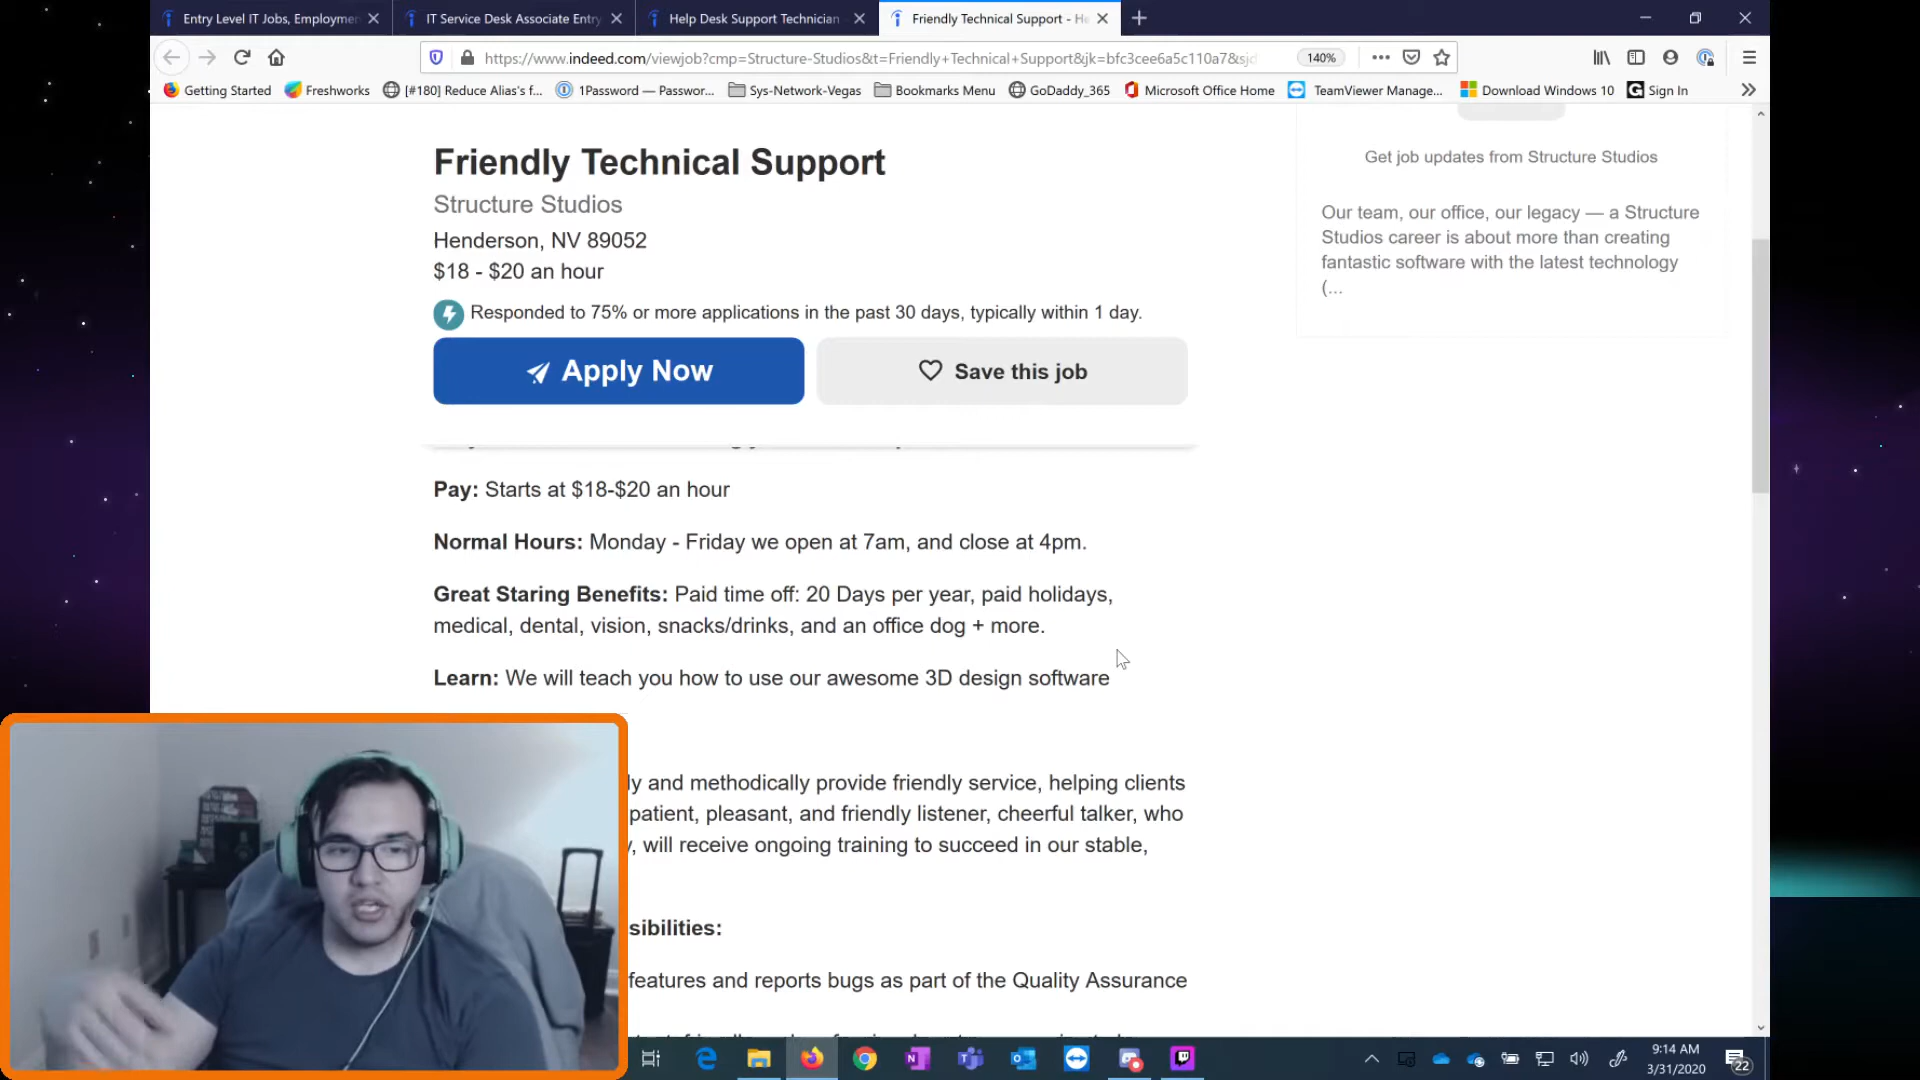 Entry Level IT Jobs, Employmen
IT Service Desk Associate Entry
Help Desk Support Technician -
Friendly Technical Support - He
https://www.indeed.com/viewjob?cmp=Structure-Studios&t=Friendly+Technical+Support&jk=bfc3cee6a5c110a7&sjd
140%
Getting Started
Freshworks
[#180] Reduce Alias's f...
1Password — Passwor...
Sys-Network-Vegas
Bookmarks Menu
GoDaddy_365
Microsoft Office Home
TeamViewer Manage...
Download Windows 10
Sign In
Friendly Technical Support
Structure Studios
Henderson, NV 89052
$18 - $20 an hour
Responded to 75% or more applications in the past 30 days, typically within 1 day.
Apply Now
Save this job
Get job updates from Structure Studios
Our team, our office, our legacy — a Structure
Studios career is about more than creating
fantastic software with the latest technology
(...
Pay: Starts at $18-$20 an hour
Normal Hours: Monday - Friday we open at 7am, and close at 4pm.
Great Staring Benefits: Paid time off: 20 Days per year, paid holidays,
medical, dental, vision, snacks/drinks, and an office dog + more.
Learn: We will teach you how to use our awesome 3D design software
ly and methodically provide friendly service, helping clients
patient, pleasant, and friendly listener, cheerful talker, who
, will receive ongoing training to succeed in our stable,
sibilities:
features and reports bugs as part of the Quality Assurance
9:14 AM
3/31/2020
22